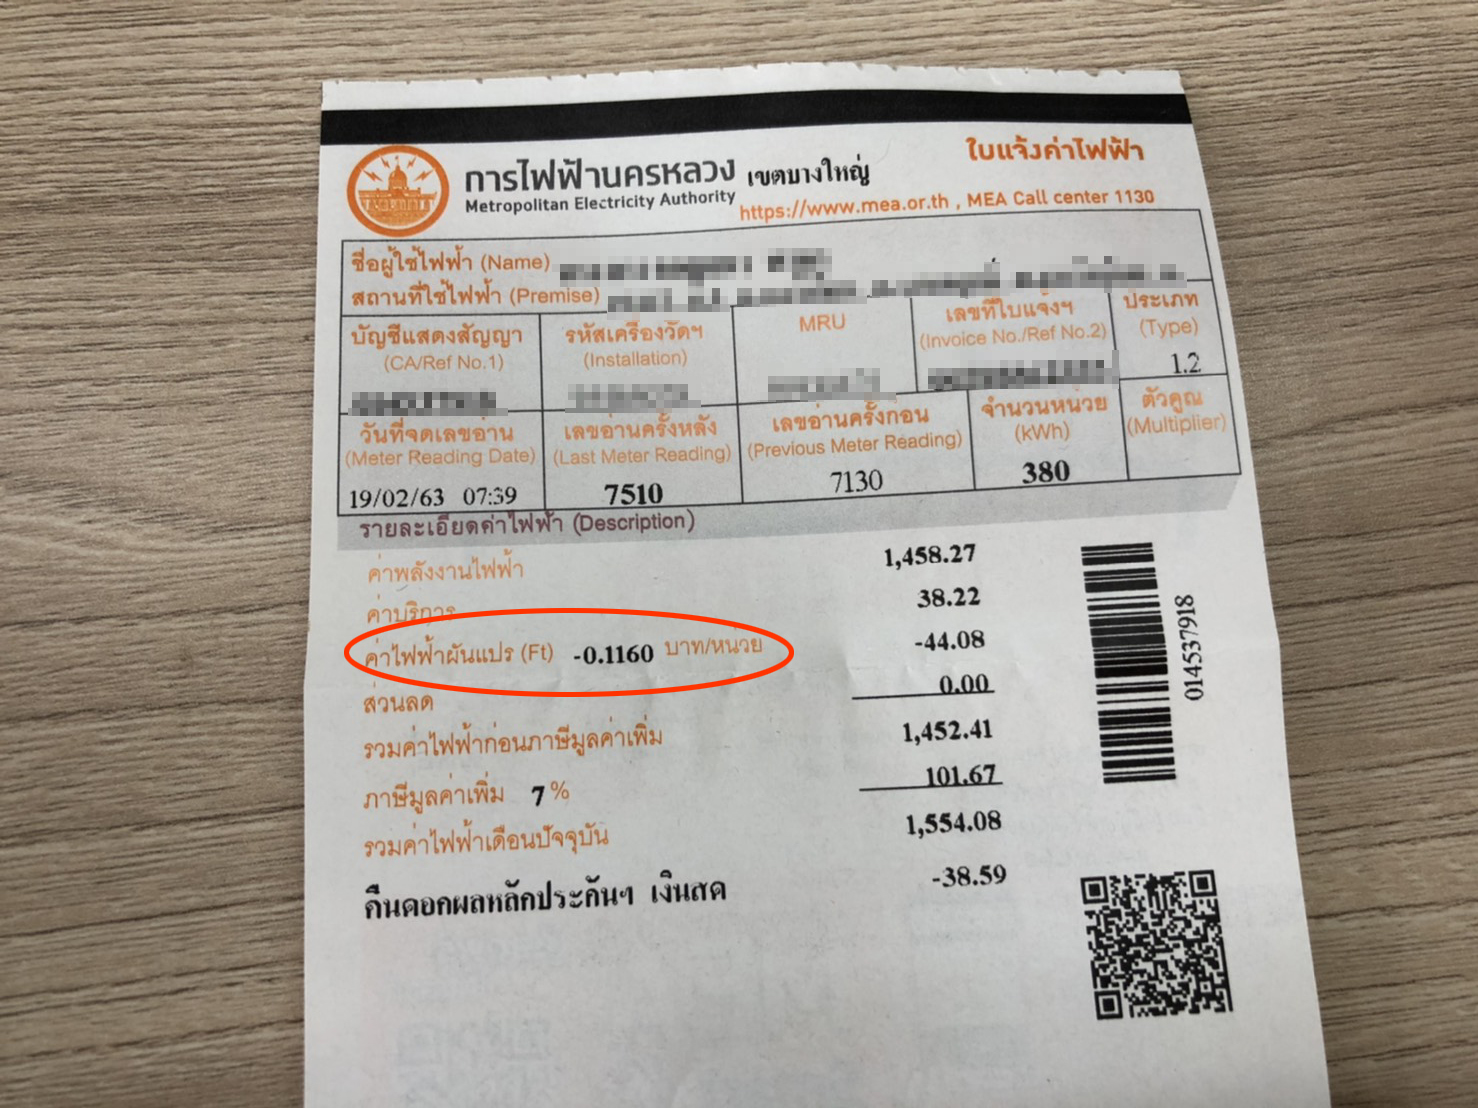 ใบแจ้งค่าไฟฟ้า
การไฟฟ้านครหลวง เขตบางใหญ่
Metropolitan Electricity Authority
https://www.mea.or.th , MEA Call center 1130
ชื่อผู้ใช้ไฟฟ้า (Name)
สถานที่ใช้ไฟฟ้า (Premise)
บัญชีแสดงสัญญา
(CA/Ref No.1)
รหัสเครื่องวัดฯ
(Installation)
MRU
เลขที่ใบแจ้งฯ
(Invoice No./Ref No.2)
ประเภท
(Type)
1.2
วันที่จดเลขอ่าน
(Meter Reading Date)
19/02/63 07:39
เลขอ่านครั้งหลัง
(Last Meter Reading)
7510
เลขอ่านครั้งก่อน
(Previous Meter Reading)
7130
จำนวนหน่วย
(kWh)
380
ตัวคูณ
(Multiplier)
รายละเอียดค่าไฟฟ้า (Description)
ค่าพลังงานไฟฟ้า 1,458.27
ค่าบริการ 38.22
ค่าไฟฟ้าผันแปร (Ft) -0.1160 บาท/หน่วย -44.08
ส่วนลด 0.00
รวมค่าไฟฟ้าก่อนภาษีมูลค่าเพิ่ม 1,452.41
ภาษีมูลค่าเพิ่ม 7 % 101.67
รวมค่าไฟฟ้าเดือนปัจจุบัน 1,554.08
คืนดอกผลหลักประกันฯ เงินสด -38.59
014537918